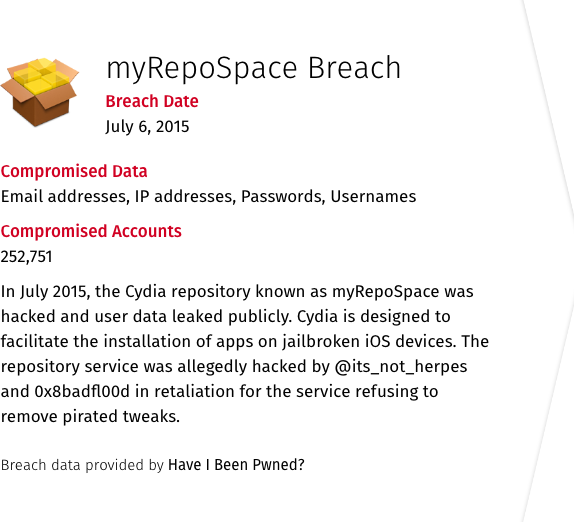 myRepoSpace Breach
Breach Date
July 6, 2015
Compromised Data
Email addresses, IP addresses, Passwords, Usernames
Compromised Accounts
252,751
In July 2015, the Cydia repository known as myRepoSpace was
hacked and user data leaked publicly. Cydia is designed to
facilitate the installation of apps on jailbroken iOS devices. The
repository service was allegedly hacked by @its_not_herpes
and 0x8badfl00d in retaliation for the service refusing to
remove pirated tweaks.
Breach data provided by Have I Been Pwned?